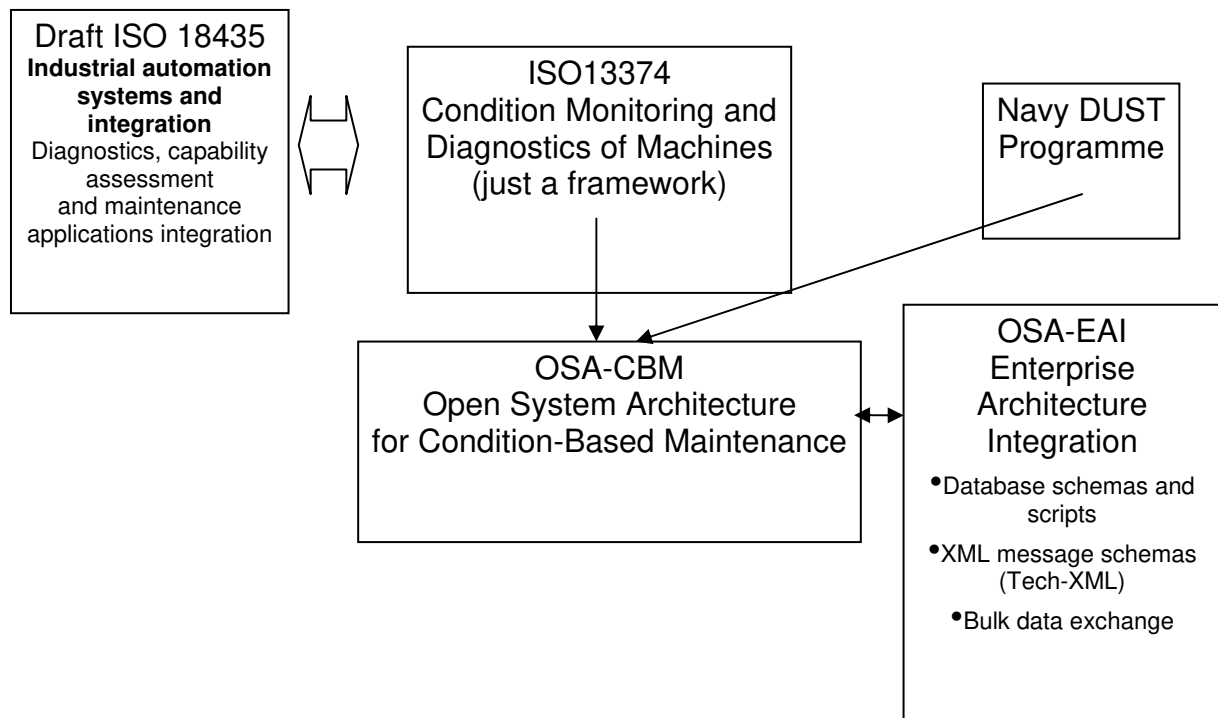 Draft ISO 18435
Industrial automation
systems and
integration
Diagnostics, capability
assessment
and maintenance
applications integration
ISO13374
Condition Monitoring and
Diagnostics of Machines
(just a framework)
Navy DUST
Programme
OSA-CBM
Open System Architecture
for Condition-Based Maintenance
OSA-EAI
Enterprise
Architecture
Integration
•Database schemas and
scripts
•XML message schemas
(Tech-XML)
•Bulk data exchange